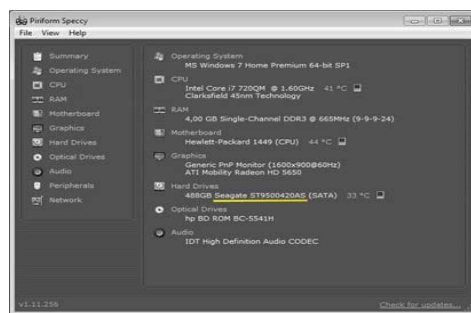 Piriform Speccy
File View Help
Summary
Operating System
CPU
RAM
Motherboard
Graphics
Hard Drives
Optical Drives
Audio
Peripherals
Network
Operating System
MS Windows 7 Home Premium 64-bit SP1
CPU
Intel Core i7 720QM @ 1.60GHz 41 °C
Clarksfield 45nm Technology
RAM
4,00 GB Single-Channel DDR3 @ 665MHz (9-9-9-24)
Motherboard
Hewlett-Packard 1449 (CPU) 44 °C
Graphics
Generic PnP Monitor (1600x900@60Hz)
ATI Mobility Radeon HD 5650
Hard Drives
488GB Seagate ST9500420AS (SATA) 33 °C
Optical Drives
hp BD ROM BC-5541H
Audio
IDT High Definition Audio CODEC
v1.11.256
Check for updates...